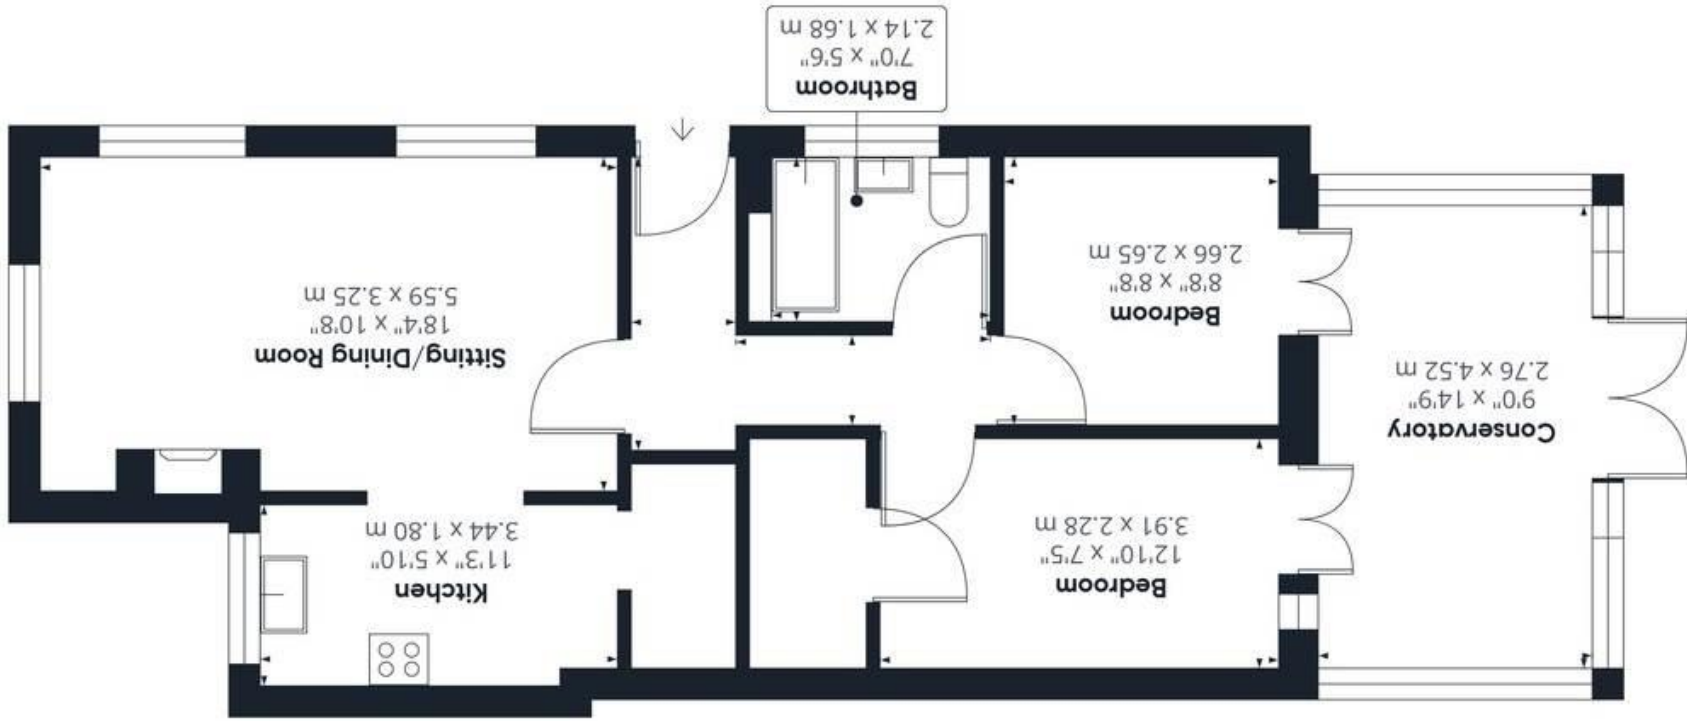 Kitchen
11'3" x 5'10"
3.44 x 1.80 m
Bedroom
12'10" x 7'5"
3.91 x 2.28 m
Conservatory
9'0" x 14'9"
2.76 x 4.52 m
Sitting/Dining Room
18'4" x 10'8"
5.59 x 3.25 m
Bedroom
8'8" x 8'8"
2.66 x 2.65 m
Bathroom
7'0" x 5'6"
2.14 x 1.68 m